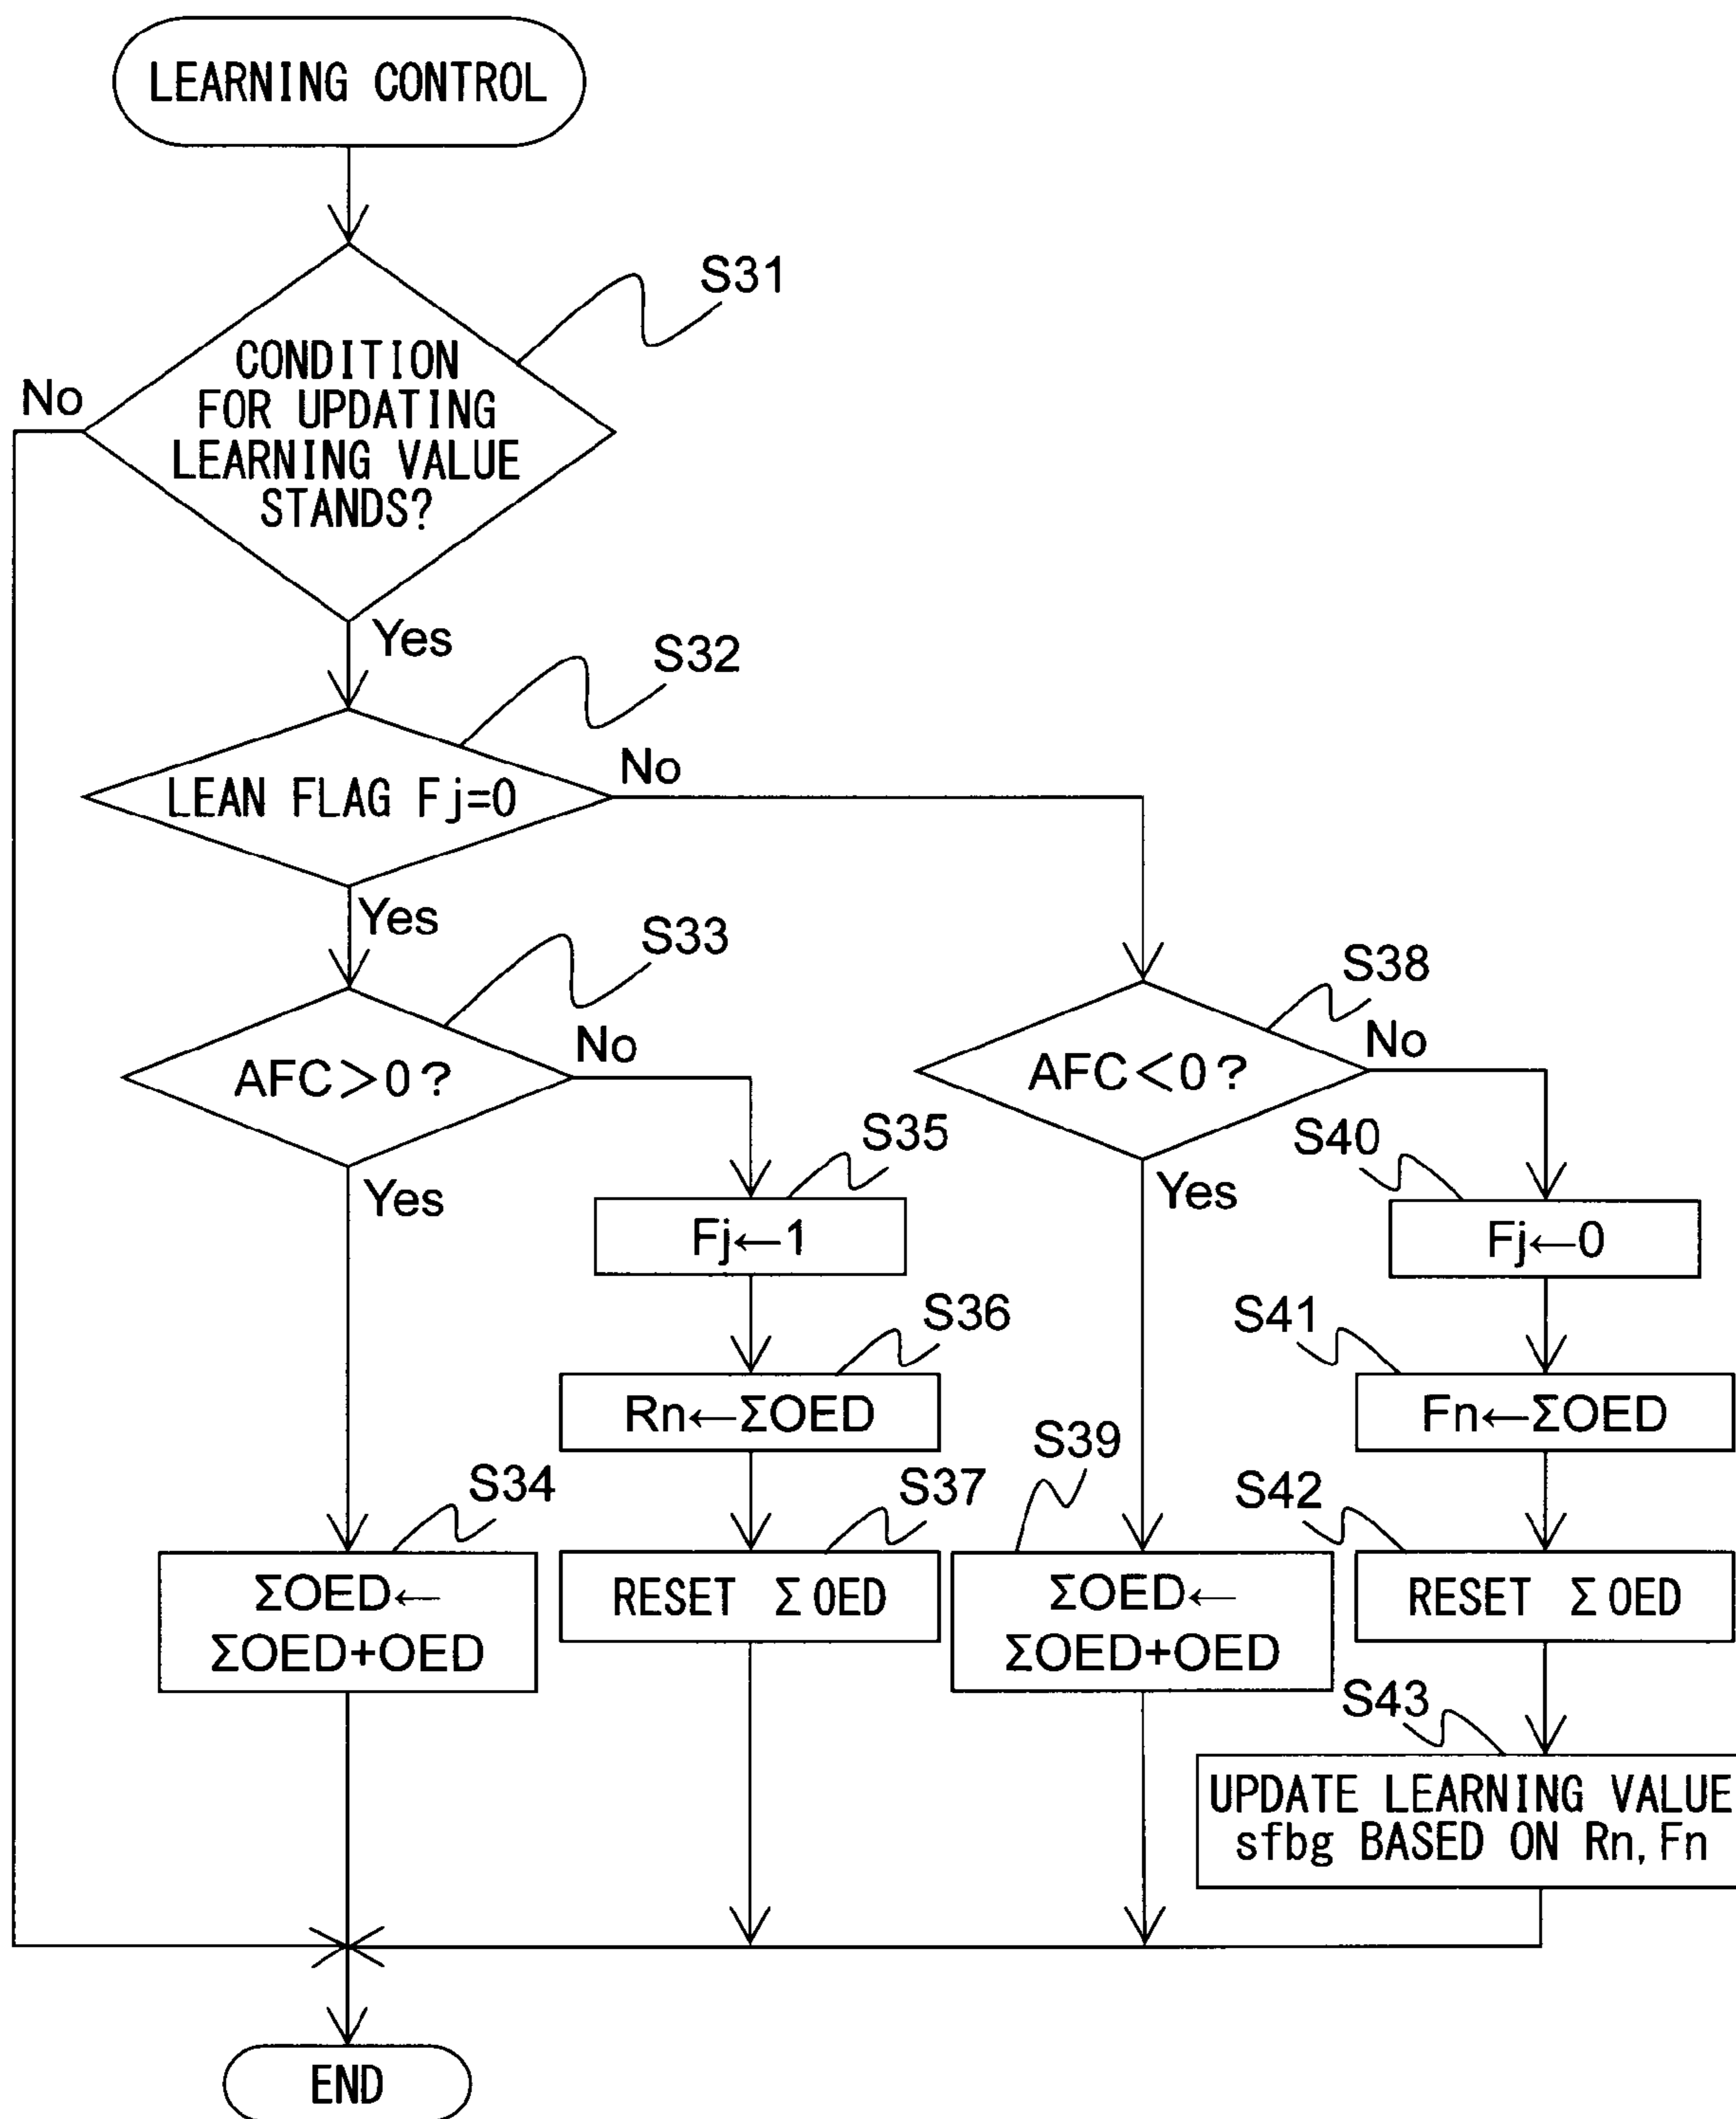 LEARNING CONTROL
S31
CONDITION
FOR UPDATING
LEARNING VALUE
STANDS?
No
Yes
S32
LEAN FLAG Fj=0
No
Yes
S33
AFC>0?
No
Yes
S38
AFC<0?
No
Yes
S35
Fj←1
S40
Fj←0
S36
Rn←ΣOED
S41
Fn←ΣOED
S34
ΣOED←
ΣOED+OED
S37
RESET ΣOED
S39
ΣOED←
ΣOED+OED
S42
RESET ΣOED
S43
UPDATE LEARNING VALUE
sfbg BASED ON Rn, Fn
END